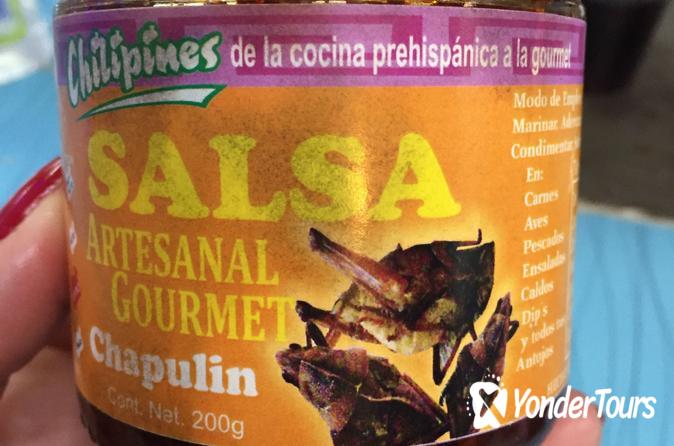 Chilipines de la cocina prehispánica a la gourmet
SALSA
ARTESANAL
GOURMET
Chapulin
Cont. Net. 200g
Modo de
Marinar,
Condimentar,
En:
Carnes
Aves
Pescados
Ensaladas
Caldos
Dip's
y todos
Antojos
YonderTours